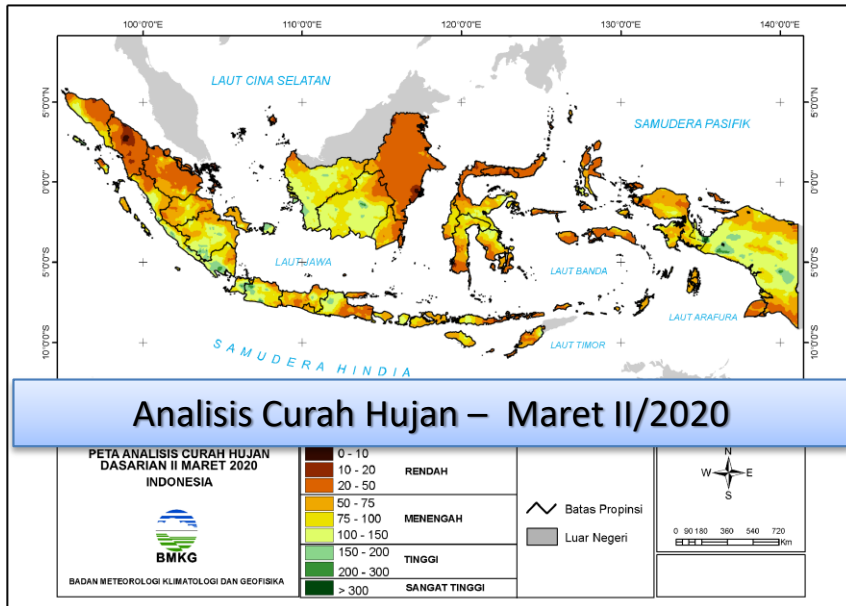 100°0'0"E 110°0'0"E 120°0'0"E 130°0'0"E 140°0'0"E
LAUT CINA SELATAN
5°0'0"N 5°0'0"N
SAMUDERA PASIFIK
0°0'0" 0°0'0"
5°0'0"S LAUT JAWA LAUT BANDA 5°0'0"S
LAUT ARAFURA
10°0'0"S LAUT TIMOR 10°0'0"S
SAMUDERA HINDIA
Analisis Curah Hujan – Maret II/2020
PETA ANALISIS CURAH HUJAN
DASARIAN II MARET 2020
INDONESIA
BMKG
BADAN METEOROLOGI KLIMATOLOGI DAN GEOFISIKA
0 - 10
10 - 20 RENDAH
20 - 50
50 - 75
75 - 100 MENENGAH
100 - 150
150 - 200 TINGGI
200 - 300
> 300 SANGAT TINGGI
Batas Propinsi
Luar Negeri
N
W E
S
0 90 180 360 540 720
Km